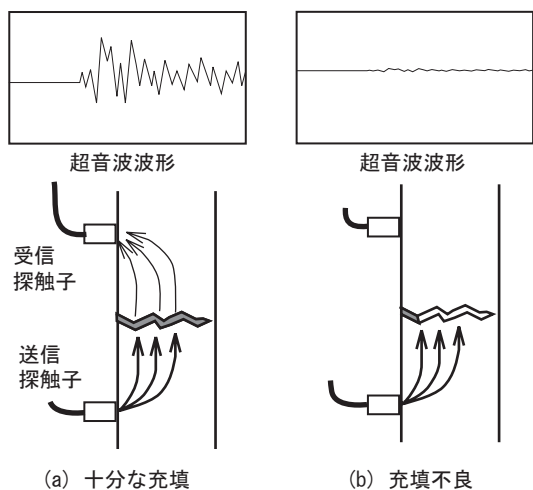 超音波波形
超音波波形
受信
探触子
送信
探触子
(a) 十分な充填
(b) 充填不良